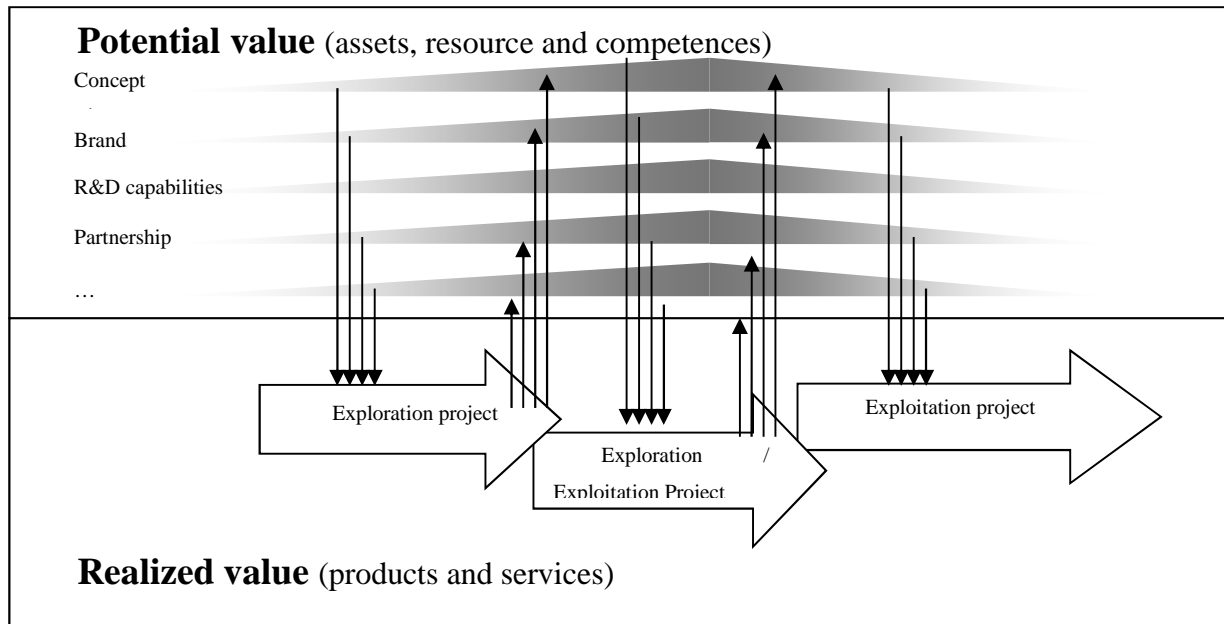 Potential value (assets, resource and competences)
Concept
Brand
R&D capabilities
Partnership
…
Exploration project
Exploration /
Exploitation Project
Exploitation project
Realized value (products and services)